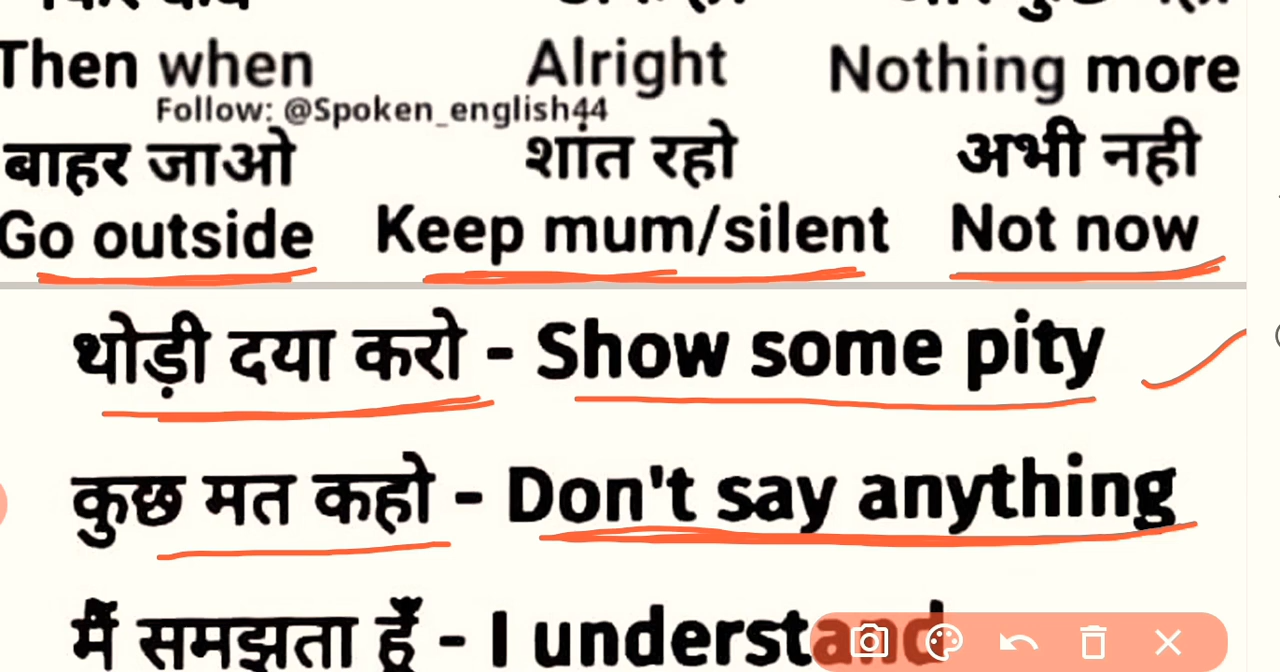 Then when Alright Nothing more
Follow: @Spoken_english44
बाहर जाओ शांत रहो अभी नही
Go outside Keep mum/silent Not now
थोड़ी दया करो - Show some pity
कुछ मत कहो - Don't say anything
मैं समझता हूँ - I understand